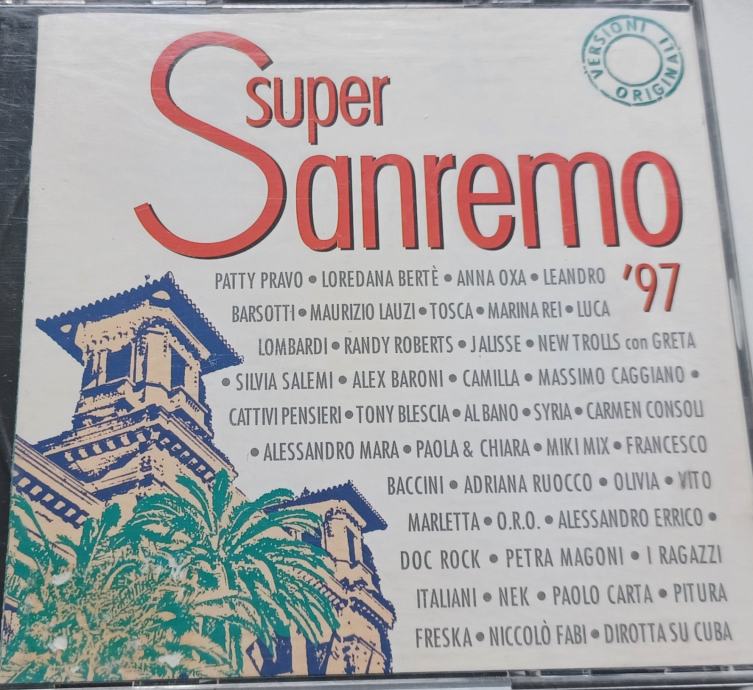 Super
Sanremo
'97
VERSIONI ORIGINALI
PATTY PRAVO • LOREDANA BERTÈ • ANNA OXA • LEANDRO
BARSOTTI • MAURIZIO LAUZI • TOSCA • MARINA REI • LUCA
LOMBARDI • RANDY ROBERTS • JALISSE • NEW TROLLS con GRETA
• SILVIA SALEMI • ALEX BARONI • CAMILLA • MASSIMO CAGGIANO •
CATTIVI PENSIERI • TONY BLESCIA • AL BANO • SYRIA • CARMEN CONSOLI
• ALESSANDRO MARA • PAOLA & CHIARA • MIKI MIX • FRANCESCO
BACCINI • ADRIANA RUOCCO • OLIVIA • VITO
MARLETTA • O.R.O. • ALESSANDRO ERRICO •
DOC ROCK • PETRA MAGONI • I RAGAZZI
ITALIANI • NEK • PAOLO CARTA • PITURA
FRESKA • NICCOLÒ FABI • DIROTTA SU CUBA